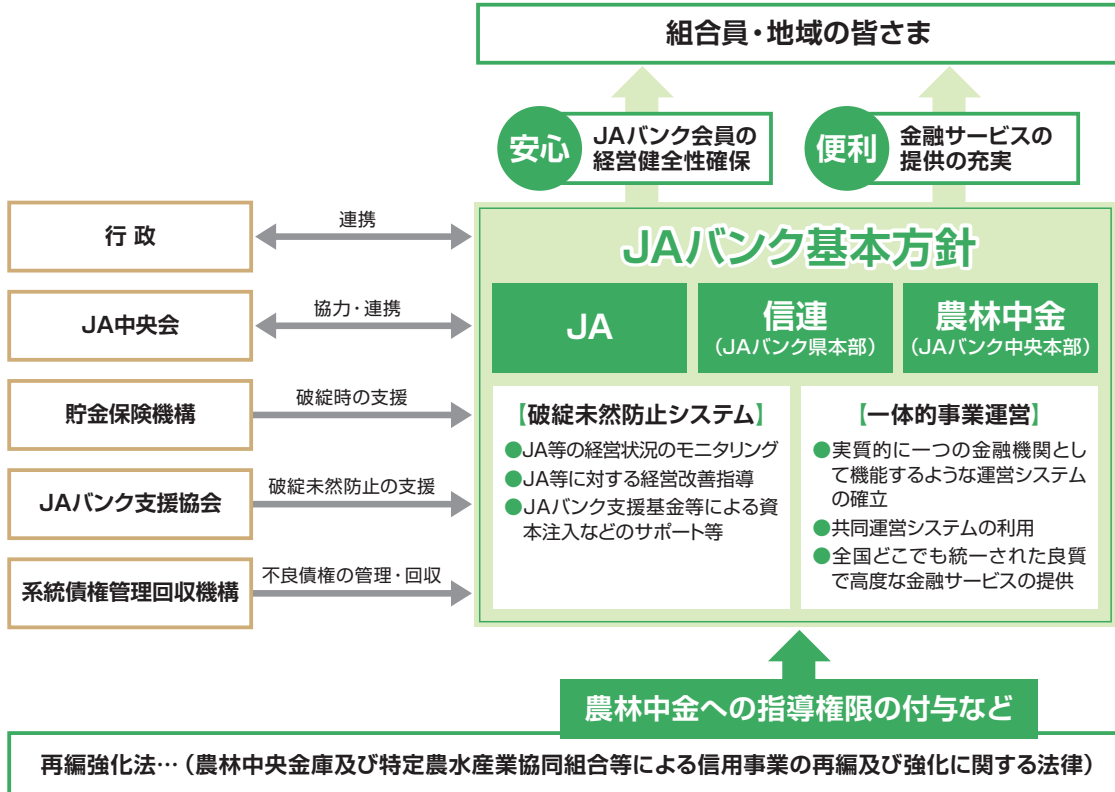 組合員・地域の皆さま
安心
JAバンク会員の
経営健全性確保
便利
金融サービスの
提供の充実
行 政
連携
JA中央会
協力・連携
貯金保険機構
破綻時の支援
JAバンク支援協会
破綻未然防止の支援
系統債権管理回収機構
不良債権の管理・回収
JAバンク基本方針
JA
信連
（JAバンク県本部）
農林中金
（JAバンク中央本部）
【破綻未然防止システム】
●JA等の経営状況のモニタリング
●JA等に対する経営改善指導
●JAバンク支援基金等による資
本注入などのサポート等
【一体的事業運営】
●実質的に一つの金融機関とし
て機能するような運営システム
の確立
●共同運営システムの利用
●全国どこでも統一された良質
で高度な金融サービスの提供
農林中金への指導権限の付与など
再編強化法…（農林中央金庫及び特定農水産業協同組合等による信用事業の再編及び強化に関する法律）